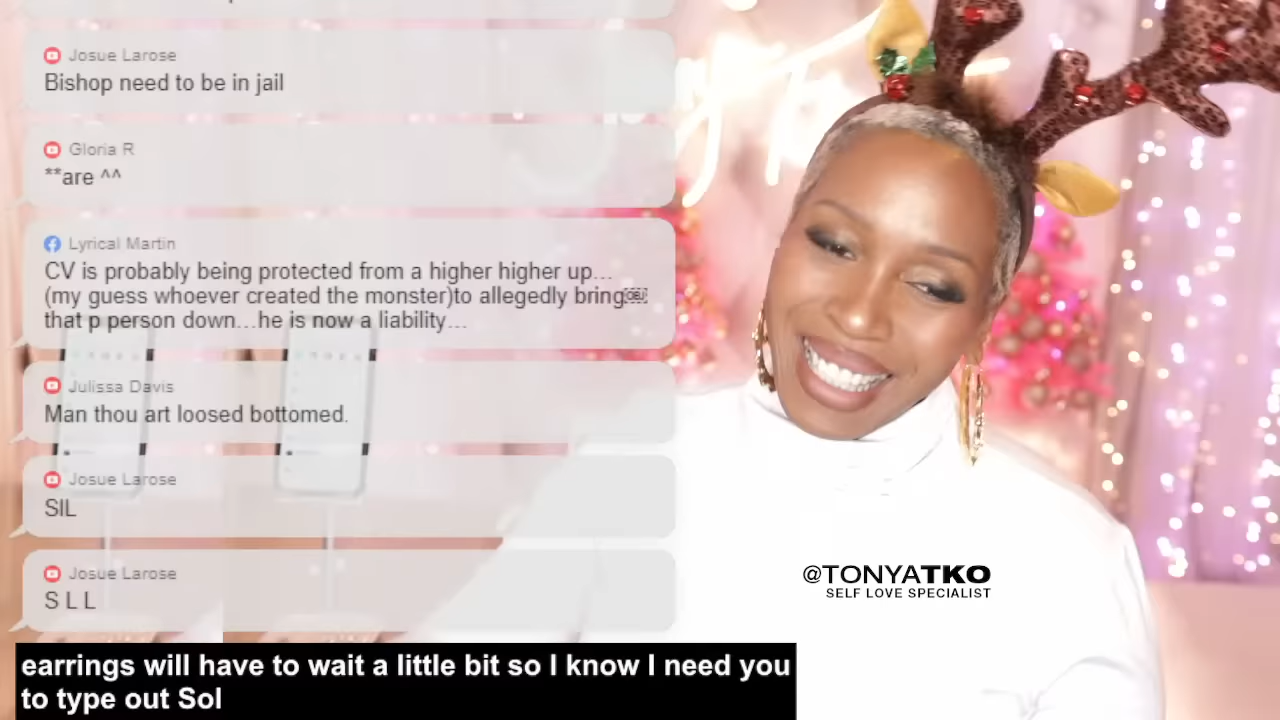 Josue Larose
Bishop need to be in jail
Gloria R
**are ^^
Lyrical Martin
CV is probably being protected from a higher higher up...
(my guess whoever created the monster)to allegedly bring
that p person down...he is now a liability...
Julissa Davis
Man thou art loosed bottomed.
Josue Larose
SIL
Josue Larose
S L L
@TONYATKO
SELF LOVE SPECIALIST
earrings will have to wait a little bit so I know I need you
to type out Sol